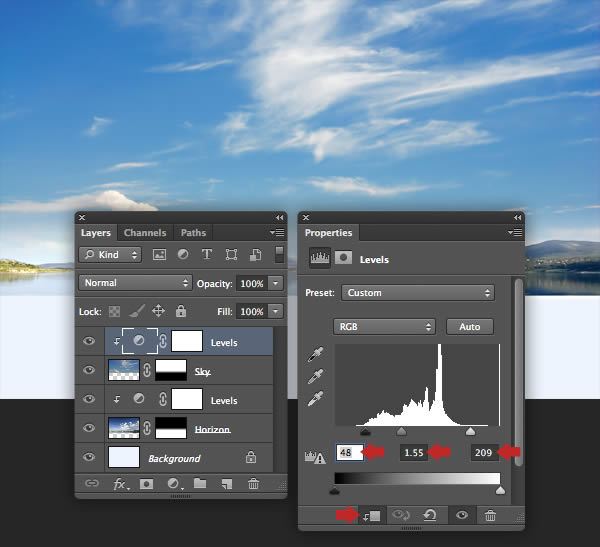 Layers Channels Paths
Kind
Normal Opacity: 100%
Lock: Fill: 100%
Levels
Sky
Levels
Horizon
Background
fx
Properties
Levels
Preset: Custom
RGB Auto
48 1.55 209